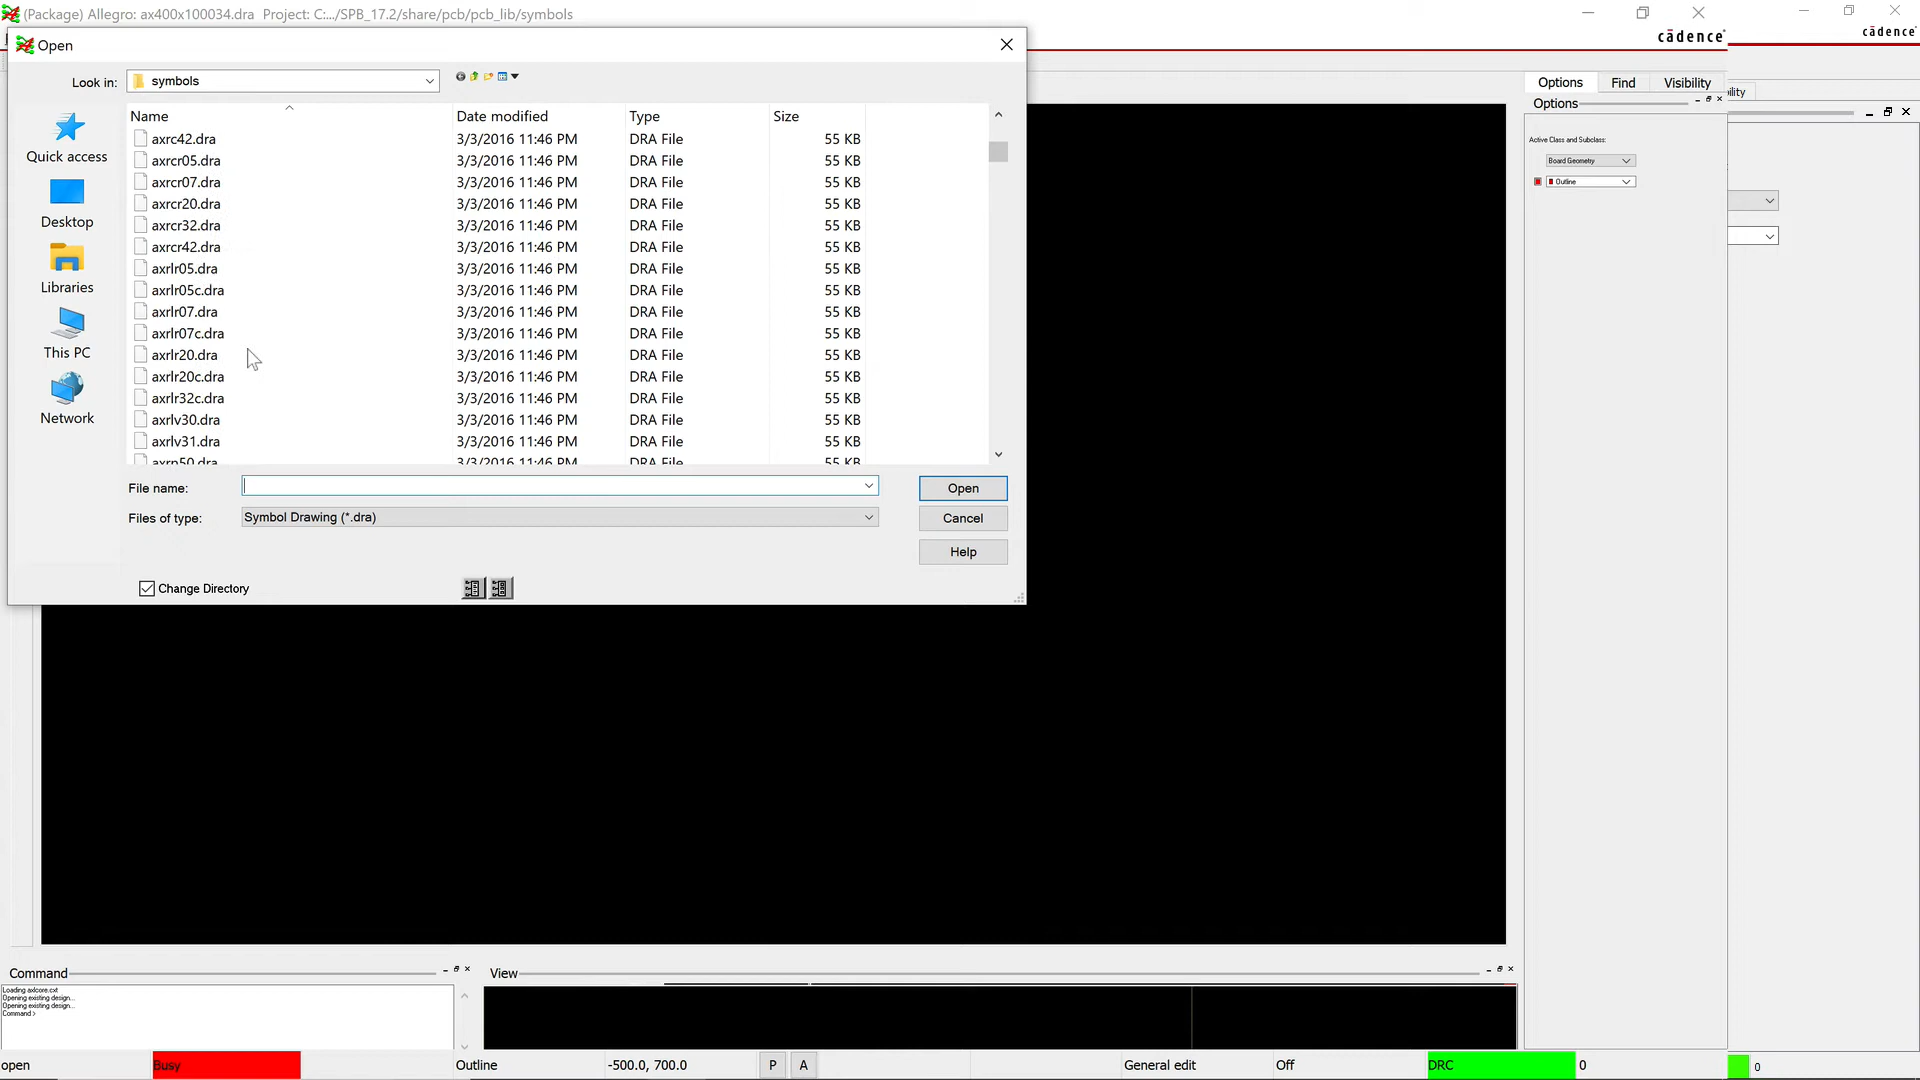 (Package) Allegro: ax400x100034.dra Project: C:.../SPB_17.2/share/pcb/pcb_lib/symbols
cādence
cādence
Open
Look in: symbols
Options Find Visibility
ility
Options
Quick access
Desktop
Libraries
This PC
Network
Name Date modified Type Size
axrc42.dra 3/3/2016 11:46 PM DRA File 55 KB
axrcr05.dra 3/3/2016 11:46 PM DRA File 55 KB
axrcr07.dra 3/3/2016 11:46 PM DRA File 55 KB
axrcr20.dra 3/3/2016 11:46 PM DRA File 55 KB
axrcr32.dra 3/3/2016 11:46 PM DRA File 55 KB
axrcr42.dra 3/3/2016 11:46 PM DRA File 55 KB
axrlr05.dra 3/3/2016 11:46 PM DRA File 55 KB
axrlr05c.dra 3/3/2016 11:46 PM DRA File 55 KB
axrlr07.dra 3/3/2016 11:46 PM DRA File 55 KB
axrlr07c.dra 3/3/2016 11:46 PM DRA File 55 KB
axrlr20.dra 3/3/2016 11:46 PM DRA File 55 KB
axrlr20c.dra 3/3/2016 11:46 PM DRA File 55 KB
axrlr32c.dra 3/3/2016 11:46 PM DRA File 55 KB
axrlv30.dra 3/3/2016 11:46 PM DRA File 55 KB
axrlv31.dra 3/3/2016 11:46 PM DRA File 55 KB
axrn50.dra 3/3/2016 11:46 PM DRA File 55 KB
Active Class and Subclass:
Board Geometry
Outline
File name:
Open
Files of type: Symbol Drawing (*.dra)
Cancel
Help
Change Directory
Command
View
Loading axlcore.cxt
Opening existing design...
Opening existing design...
Command >
open Busy Outline -500.0, 700.0 P A General edit Off DRC 0 0